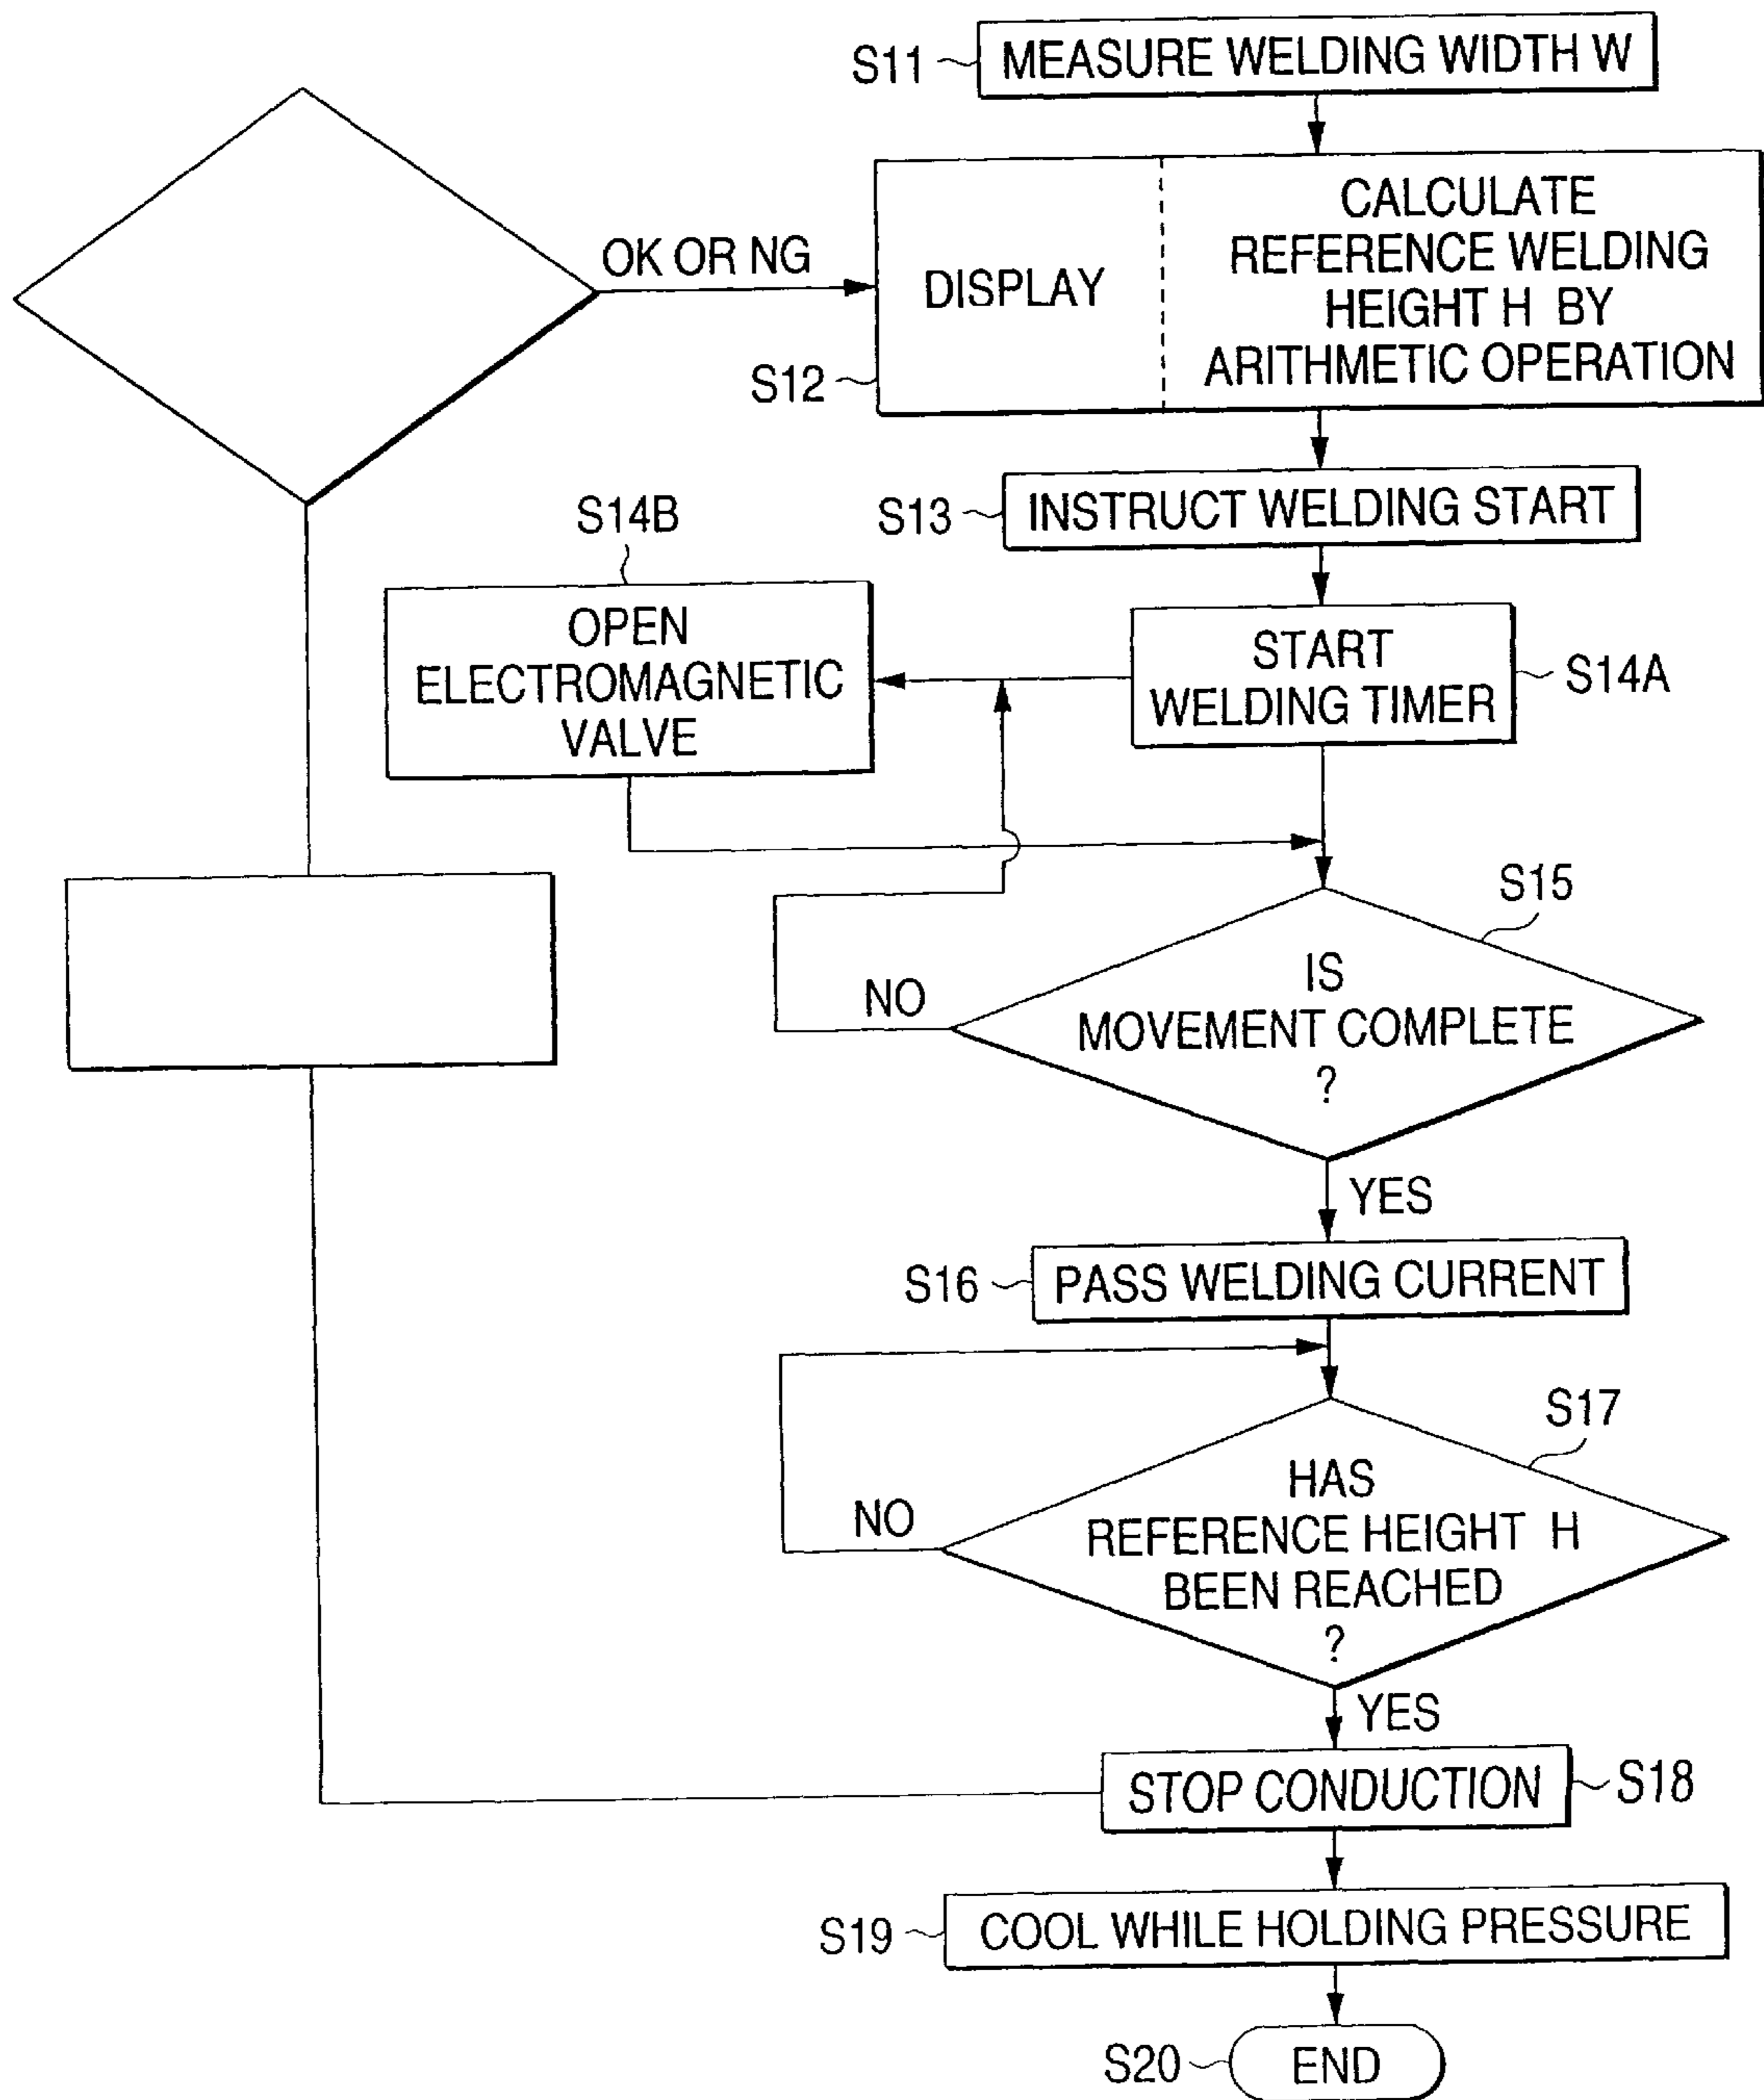 S11
MEASURE WELDING WIDTH W
OK OR NG
DISPLAY
CALCULATE
REFERENCE WELDING
HEIGHT H BY
ARITHMETIC OPERATION
S12
S13
INSTRUCT WELDING START
S14B
OPEN
ELECTROMAGNETIC
VALVE
START
WELDING TIMER
S14A
S15
IS
MOVEMENT COMPLETE
?
NO
YES
S16
PASS WELDING CURRENT
S17
HAS
REFERENCE HEIGHT H
BEEN REACHED
?
NO
YES
STOP CONDUCTION
S18
S19
COOL WHILE HOLDING PRESSURE
S20
END